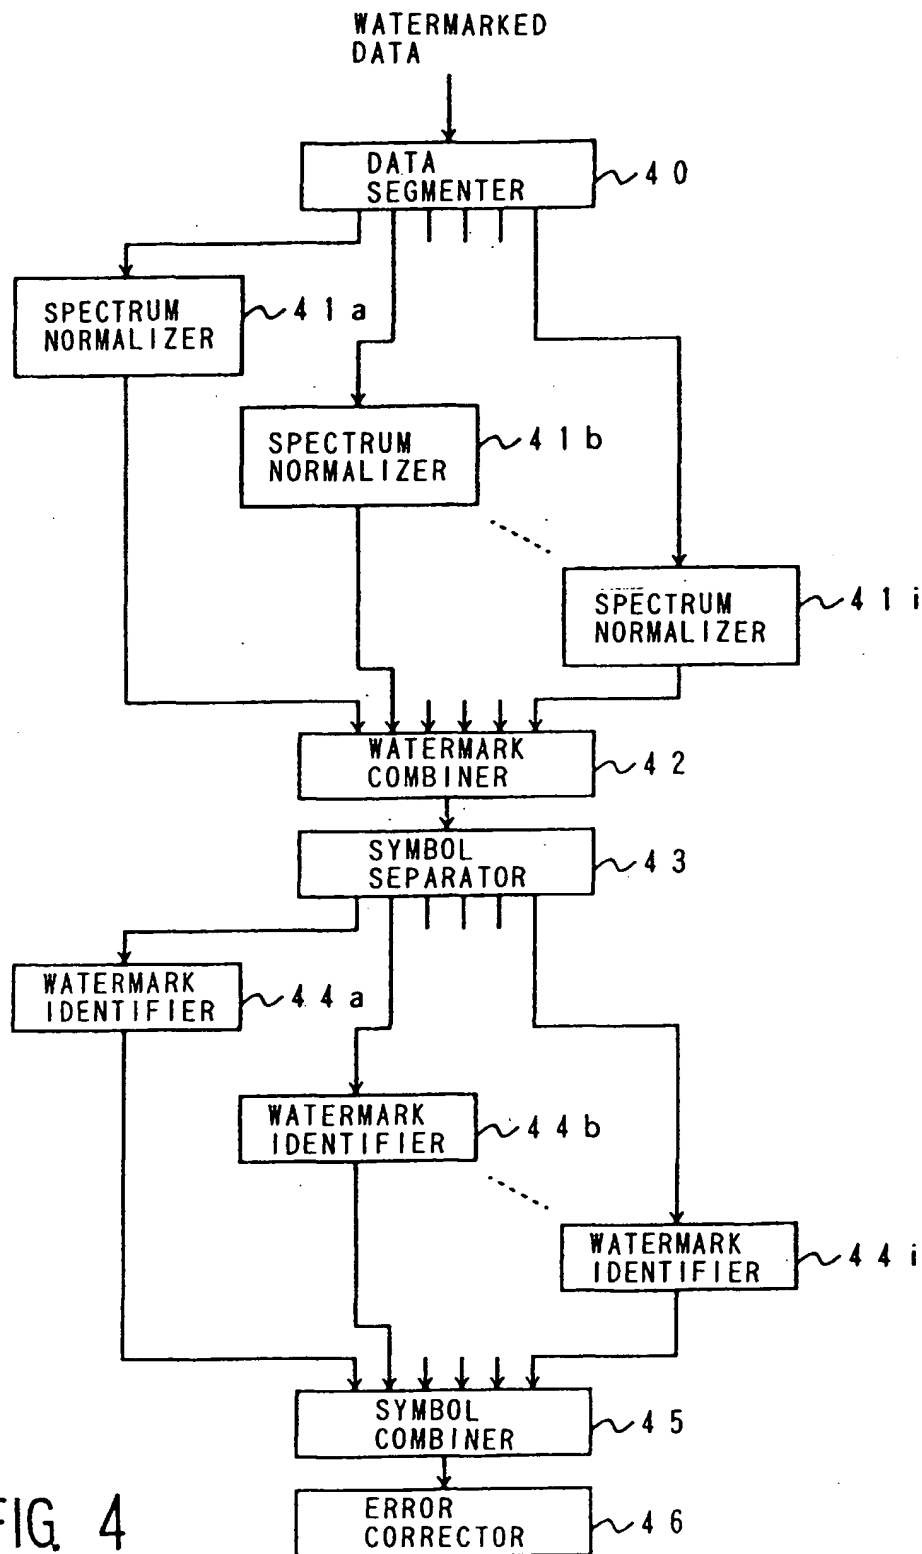 WATERMARKED
DATA
DATA
SEGMENTER
40
SPECTRUM
NORMALIZER
41a
SPECTRUM
NORMALIZER
41b
SPECTRUM
NORMALIZER
41i
WATERMARK
COMBINER
42
SYMBOL
SEPARATOR
43
WATERMARK
IDENTIFIER
44a
WATERMARK
IDENTIFIER
44b
WATERMARK
IDENTIFIER
44i
SYMBOL
COMBINER
45
ERROR
CORRECTOR
46
FIG. 4